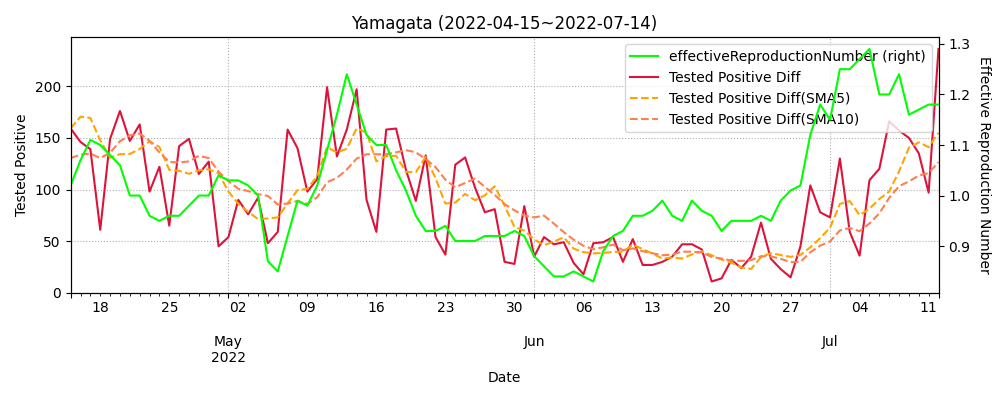 Yamagata (2022-04-15~2022-07-14)
effectiveReproductionNumber (right)
Tested Positive Diff
Tested Positive Diff(SMA5)
Tested Positive Diff(SMA10)
Tested Positive
200
150
100
50
0
1.3
1.2
1.1
1.0
0.9
Effective Reproduction Number
18 25 02 09 16 23 30 06 13 20 27 04 11
May Jun Jul
2022
Date